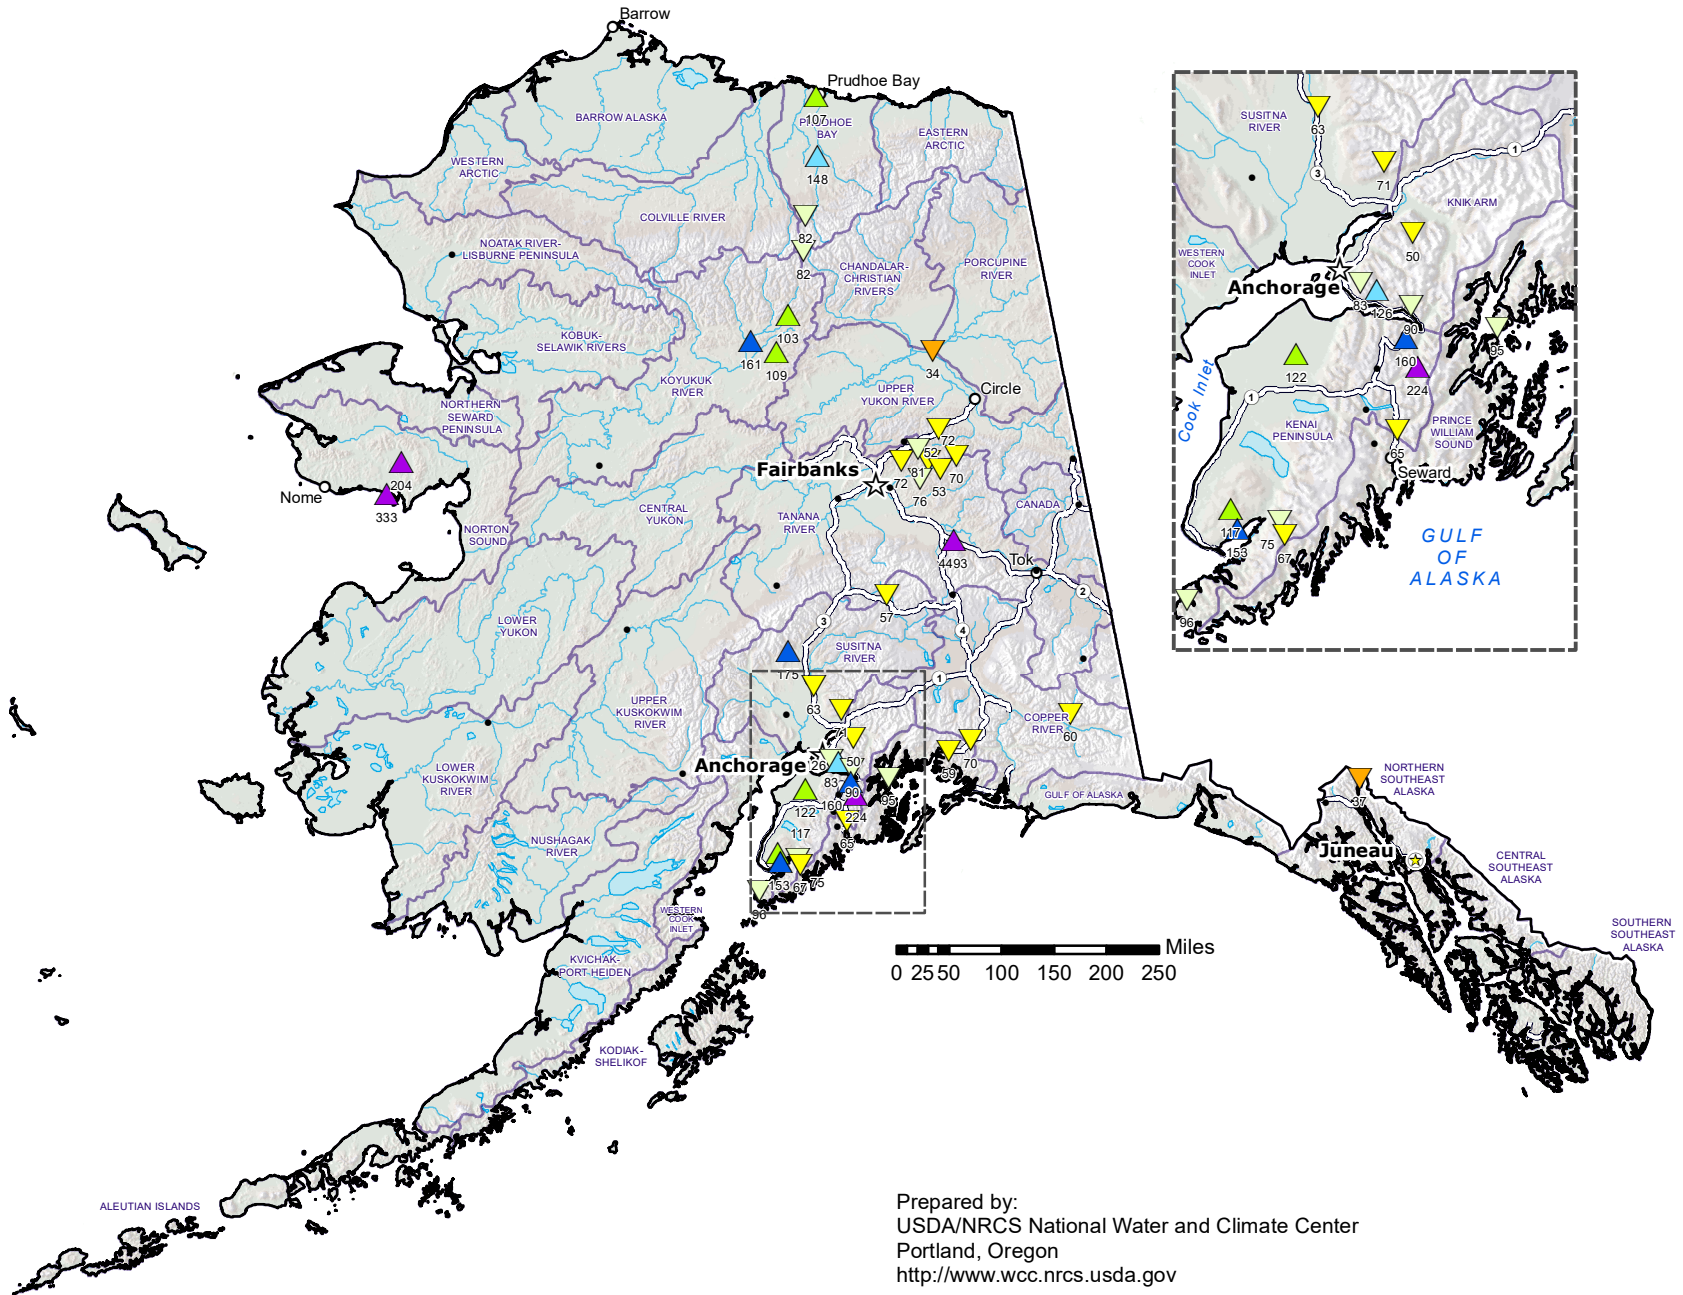 Barrow
Prudhoe Bay
107
PRUDHOE
BAY
BARROW ALASKA
EASTERN
ARCTIC
WESTERN
ARCTIC
148
COLVILLE RIVER
82
82
NOATAK RIVER-
LISBURNE PENINSULA
CHANDALAR-
CHRISTIAN
RIVERS
PORCUPINE
RIVER
KOBUK-
SELAWIK RIVERS
103
161
109
34
KOYUKUK
RIVER
UPPER
YUKON RIVER
Circle
NORTHERN
SEWARD
PENINSULA
72
52
81
72
76
53
70
Fairbanks
204
Nome
333
NORTON
SOUND
CENTRAL
YUKON
TANANA
RIVER
CANADA
4493
Tok
2
57
3
4
LOWER
YUKON
SUSITNA
RIVER
175
1
63
UPPER
KUSKOKWIM
RIVER
COPPER
RIVER
60
70
59
Anchorage
126
50
83
90
95
160
122
224
117
65
153
67
75
96
LOWER
KUSKOKWIM
RIVER
GULF OF ALASKA
NUSHAGAK
RIVER
WESTERN
COOK
INLET
KVICHAK-
PORT HEIDEN
KODIAK-
SHELIKOF
ALEUTIAN ISLANDS
Miles
0 25 50 100 150 200 250
NORTHERN
SOUTHEAST
ALASKA
37
Juneau
CENTRAL
SOUTHEAST
ALASKA
SOUTHERN
SOUTHEAST
ALASKA
SUSITNA
RIVER
63
1
3
71
KNIK ARM
50
WESTERN
COOK
INLET
Anchorage
83
126
90
95
160
122
224
Cook Inlet
1
KENAI
PENINSULA
PRINCE
WILLIAM
SOUND
65
Seward
117
153
75
67
96
GULF
OF
ALASKA
Prepared by:
USDA/NRCS National Water and Climate Center
Portland, Oregon
http://www.wcc.nrcs.usda.gov